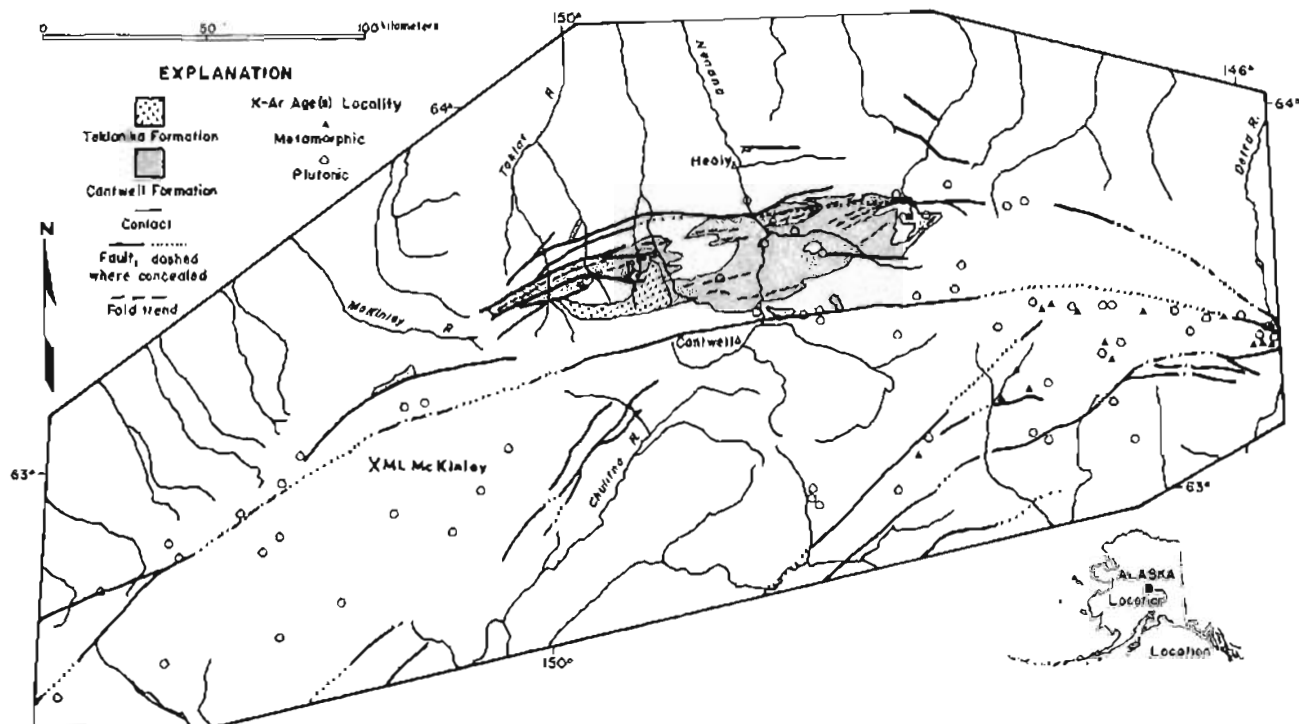 0 50 100 kilometers
EXPLANATION
Teklanika Formation
Cantwell Formation
Contact
Fault, dashed
where concealed
Fold trend
K-Ar Age(s) Locality
Metamorphic
Plutonic
N
150°
64°
146°
64°
Toklat R
Nenana
Healy
Delta R.
McKinley R
Cantwell
Chulitna R.
63°
X Mt. McKinley
63°
150°
ALASKA
Location
Location